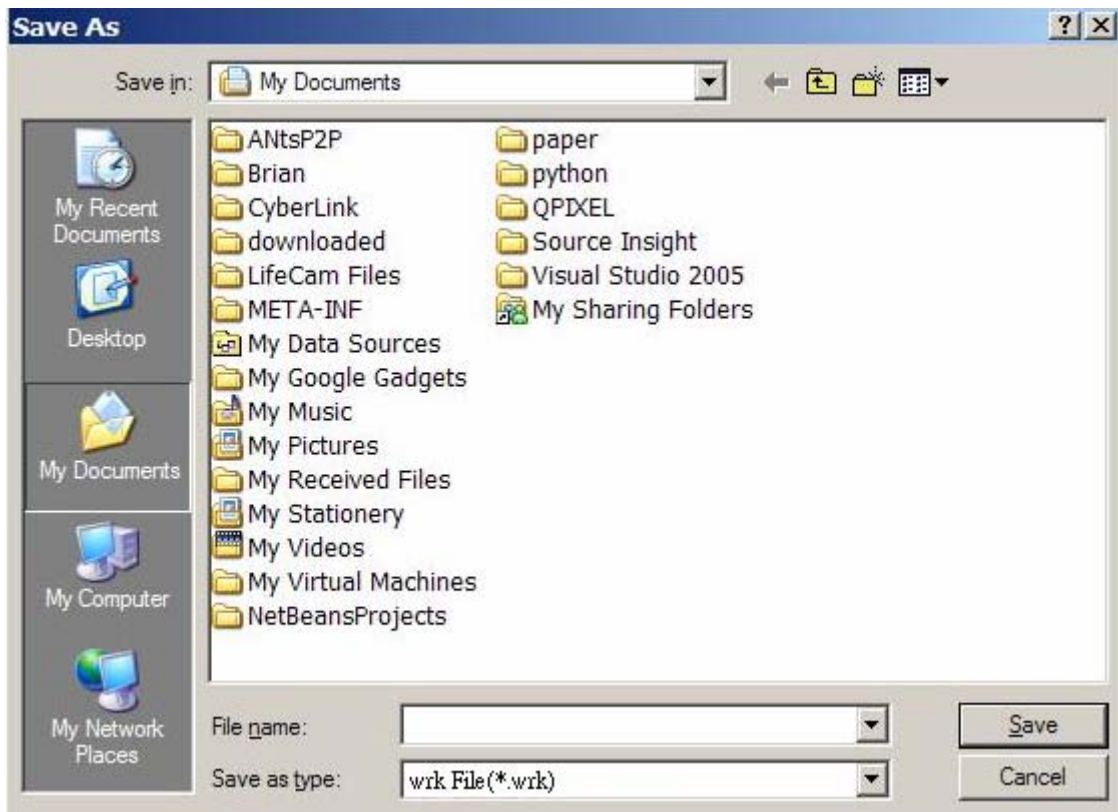 Save As
Save in:
My Documents
My Recent
Documents
Desktop
My Documents
My Computer
My Network
Places
ANtsP2P
Brian
CyberLink
downloaded
LifeCam Files
META-INF
My Data Sources
My Google Gadgets
My Music
My Pictures
My Received Files
My Stationery
My Videos
My Virtual Machines
NetBeansProjects
paper
python
QPIXEL
Source Insight
Visual Studio 2005
My Sharing Folders
File name:
Save
Save as type:
wrk File(*.wrk)
Cancel